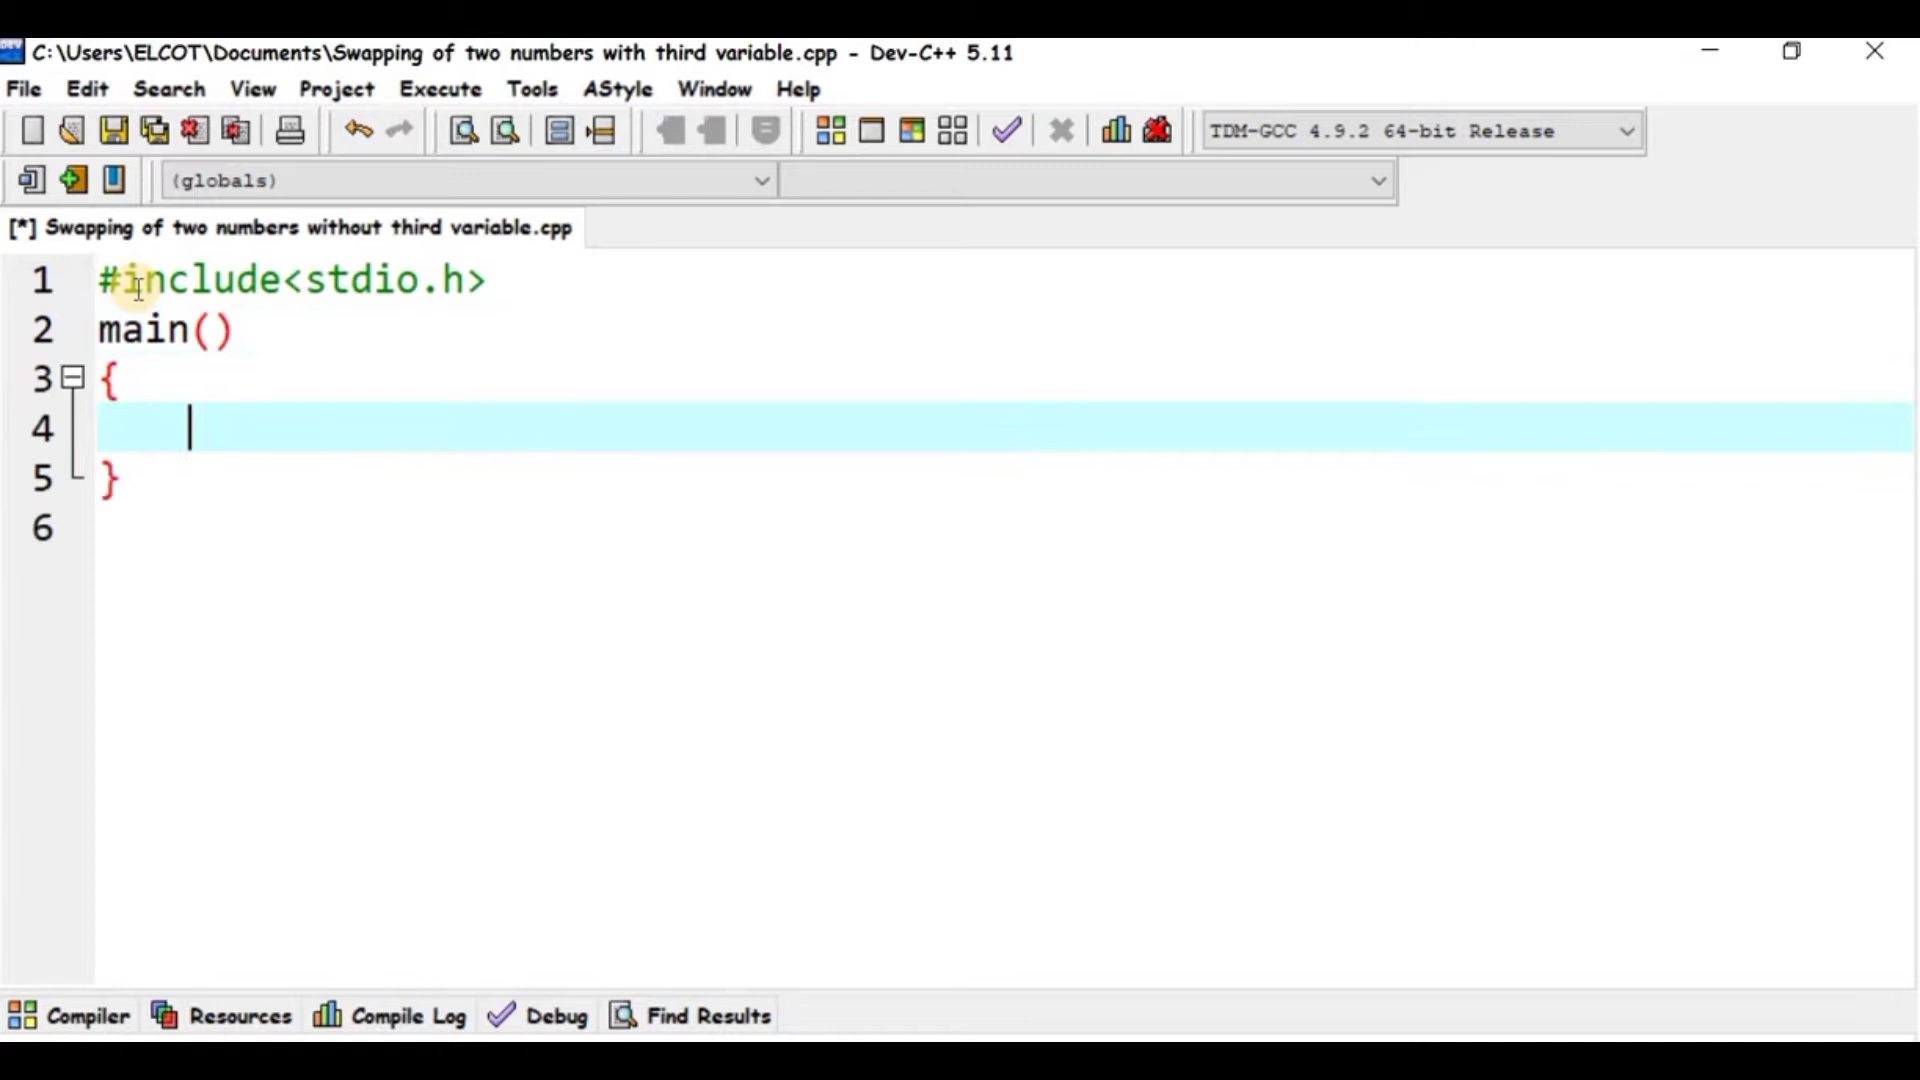 C:\Users\ELCOT\Documents\Swapping of two numbers with third variable.cpp - Dev-C++ 5.11
File Edit Search View Project Execute Tools AStyle Window Help
TDM-GCC 4.9.2 64-bit Release
(globals)
[*] Swapping of two numbers without third variable.cpp
1 #include<stdio.h>
2 main()
3 {
4
5 }
6
Compiler Resources Compile Log Debug Find Results